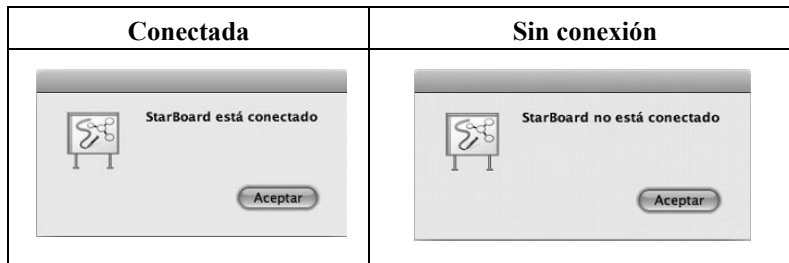 Conectada
Sin conexión
StarBoard está conectado
Aceptar
StarBoard no está conectado
Aceptar